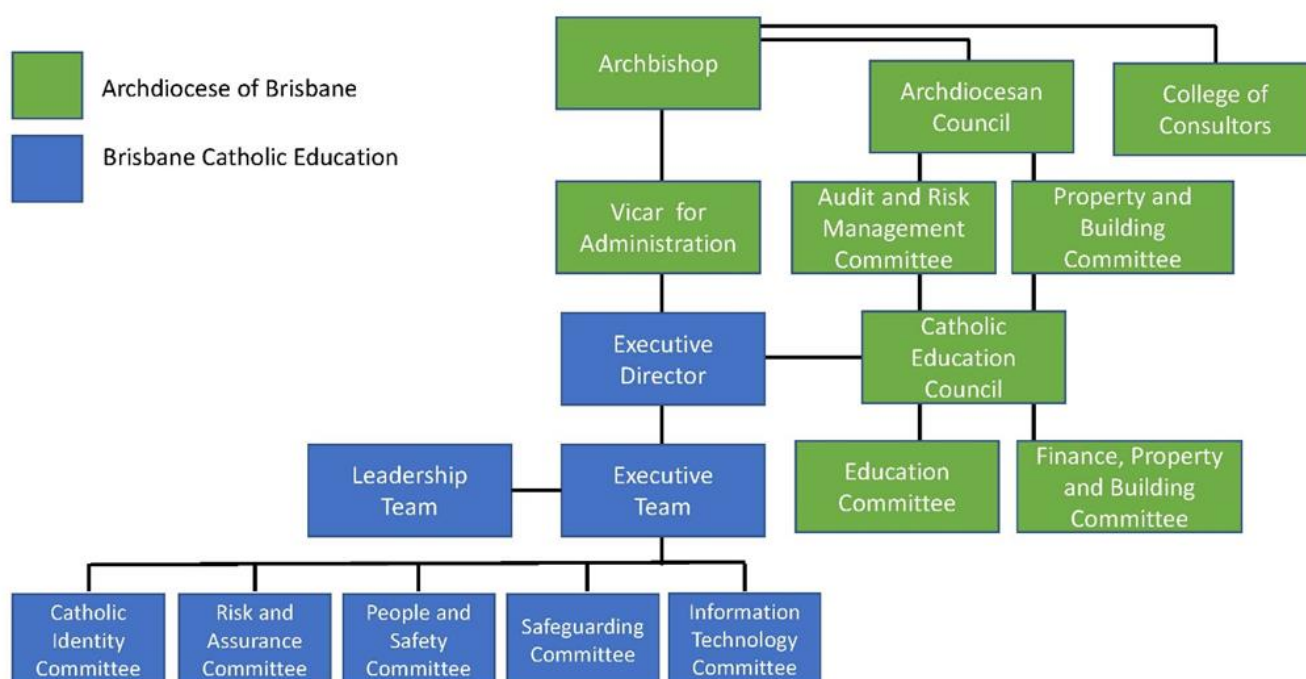 Archdiocese of Brisbane
Brisbane Catholic Education
Archbishop
Archdiocesan
Council
College of
Consultors
Vicar for
Administration
Audit and Risk
Management
Committee
Property and
Building
Committee
Executive
Director
Catholic
Education
Council
Leadership
Team
Executive
Team
Education
Committee
Finance, Property
and Building
Committee
Catholic
Identity
Committee
Risk and
Assurance
Committee
People and
Safety
Committee
Safeguarding
Committee
Information
Technology
Committee